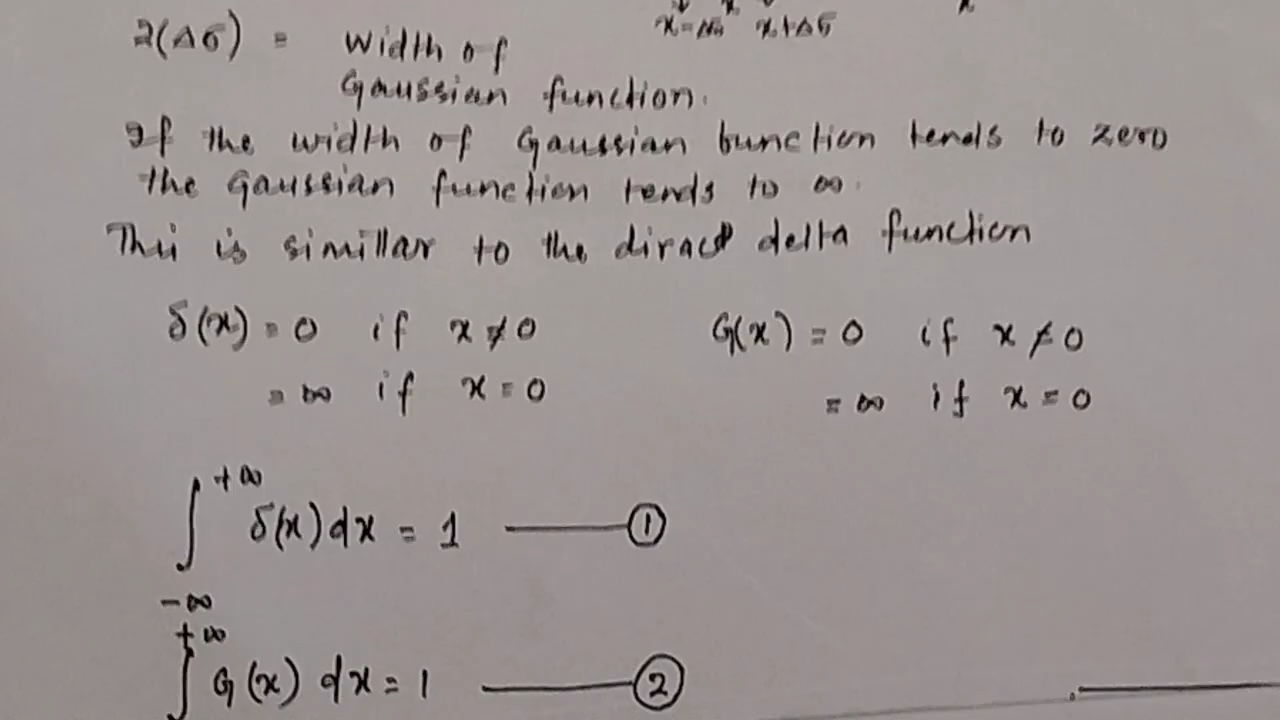 2(Δσ) = Width of
Gaussian function.
If the width of Gaussian bunction tends to zero
the Gaussian function tends to ∞.
This is simillar to the dirac delta function
δ(x) = 0 if x ≠ 0
= ∞ if x = 0
G(x) = 0 if x ≠ 0
= ∞ if x = 0
∫_{-∞}^{+∞} δ(x) dx = 1 —— ①
∫^{+∞} G(x) dx = 1 —— ②